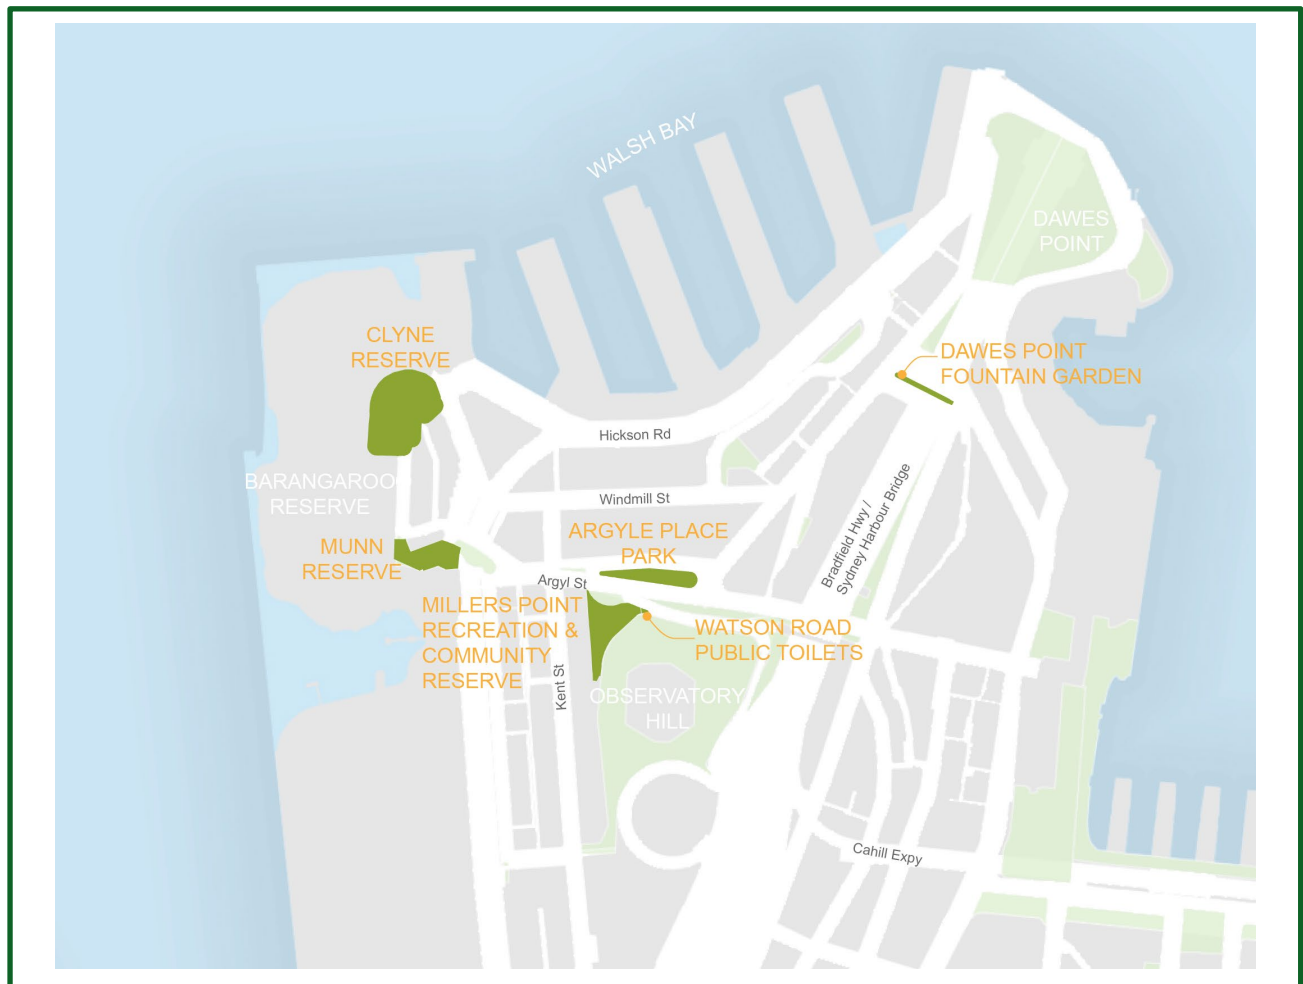 WALSH BAY
DAWES
POINT
CLYNE
RESERVE
DAWES POINT
FOUNTAIN GARDEN
Hickson Rd
BARANGAROO
RESERVE
Windmill St
Bradfield Hwy /
Sydney Harbour Bridge
ARGYLE PLACE
PARK
MUNN
RESERVE
Argyl St
MILLERS POINT
RECREATION &
COMMUNITY
RESERVE
WATSON ROAD
PUBLIC TOILETS
Kent St
OBSERVATORY
HILL
Cahill Expy